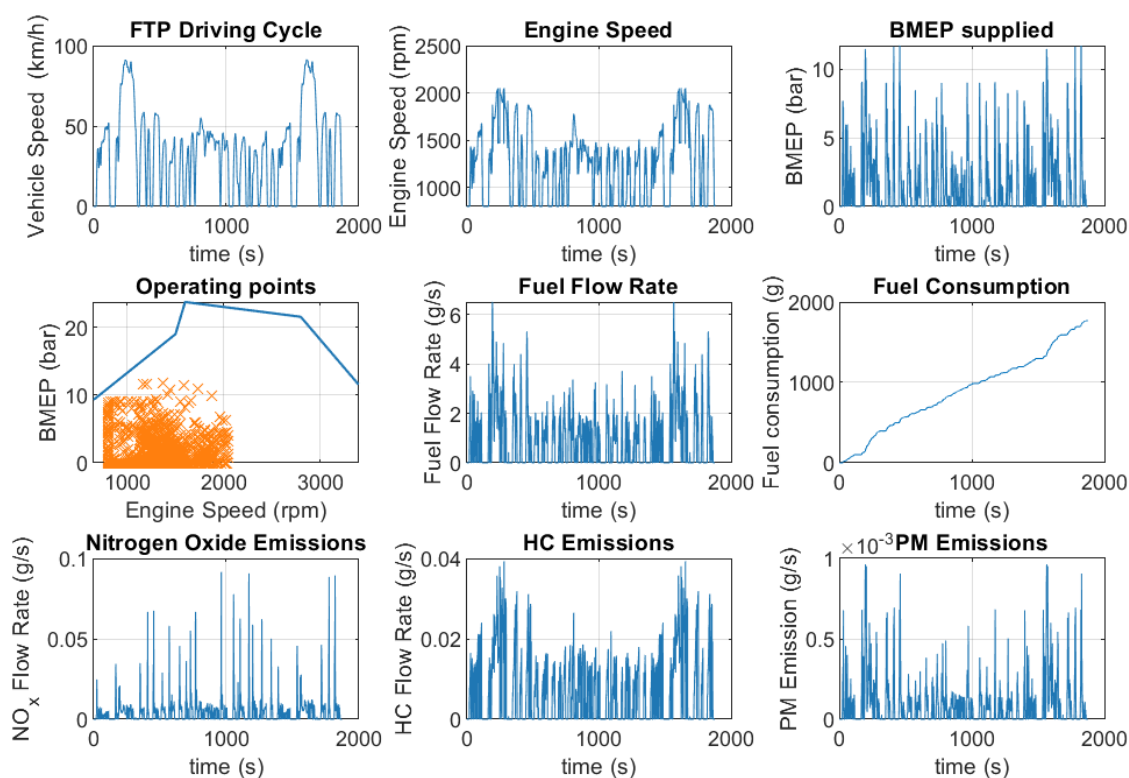 FTP Driving Cycle
Vehicle Speed (km/h)
100
50
0
0 1000 2000
time (s)
Engine Speed
Engine Speed (rpm)
2500
2000
1500
1000
0 1000 2000
time (s)
BMEP supplied
BMEP (bar)
10
5
0
0 1000 2000
time (s)
Operating points
BMEP (bar)
20
10
0
1000 2000 3000
Engine Speed (rpm)
Fuel Flow Rate
Fuel Flow Rate (g/s)
6
4
2
0
0 1000 2000
time (s)
Fuel Consumption
Fuel consumption (g)
2000
1000
0
0 1000 2000
time (s)
Nitrogen Oxide Emissions
NOx Flow Rate (g/s)
0.1
0.05
0
0 1000 2000
time (s)
HC Emissions
HC Flow Rate (g/s)
0.04
0.02
0
0 1000 2000
time (s)
×10-3 PM Emissions
PM Emission (g/s)
1
0.5
0
0 1000 2000
time (s)